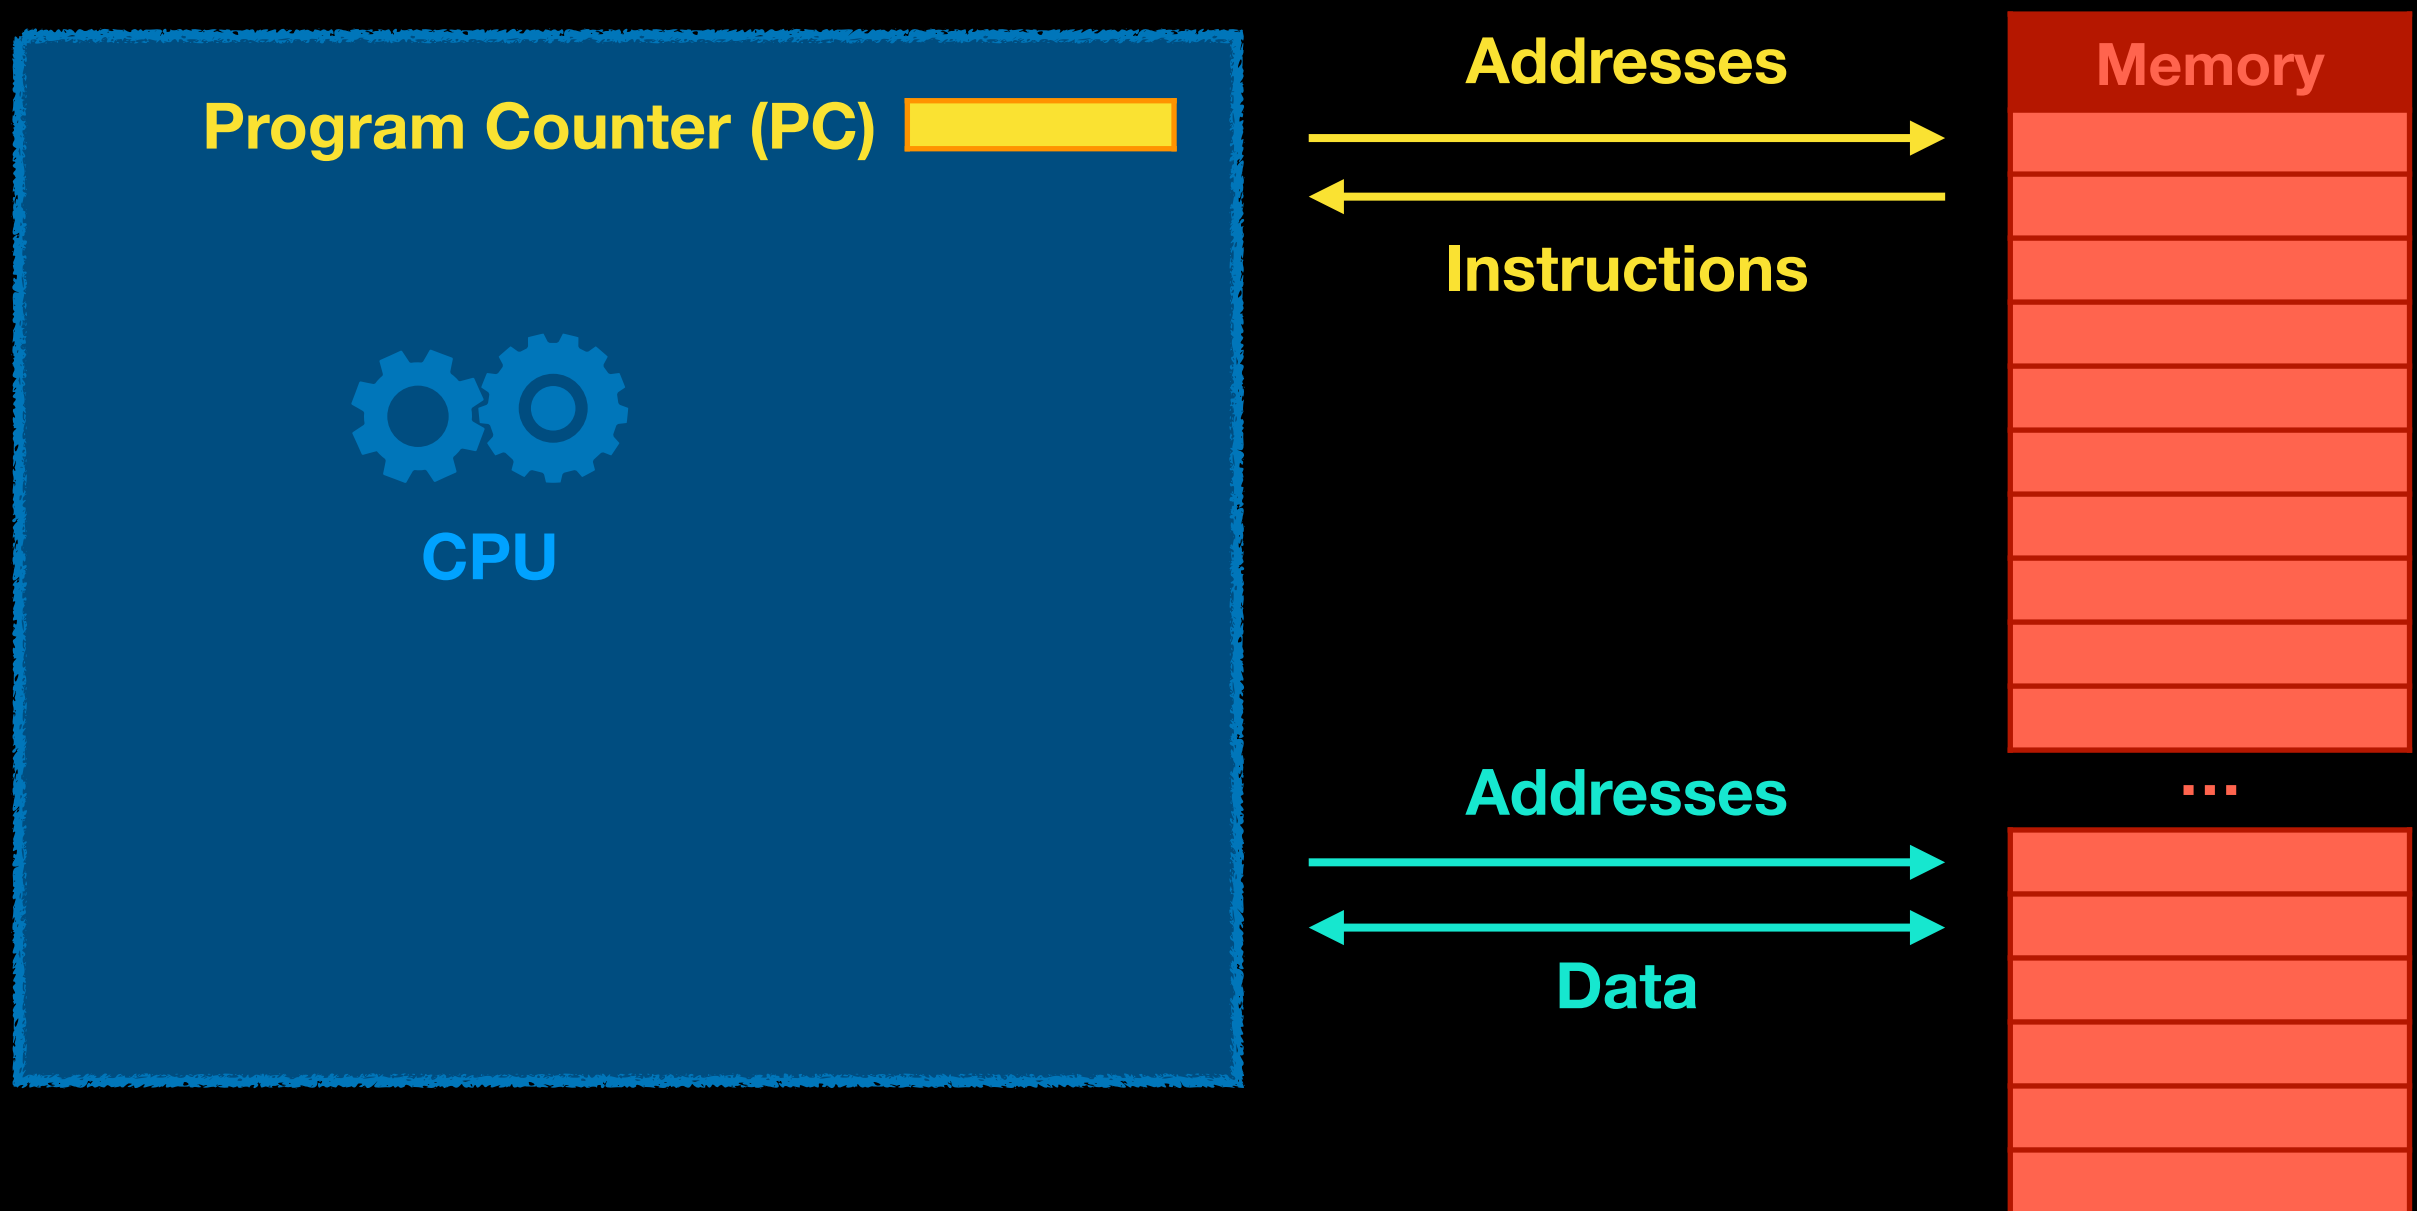 Program Counter (PC)
CPU
Addresses
Instructions
Addresses
Data
Memory
...